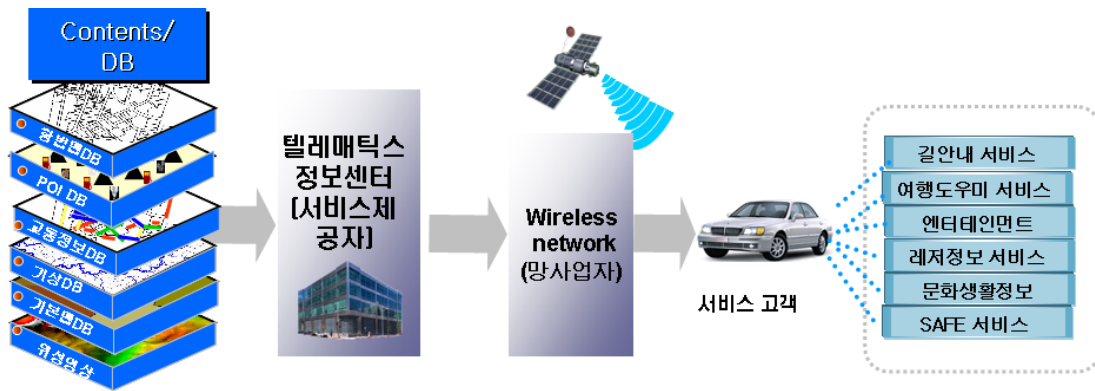 Contents/
DB
항법맵DB
POI DB
교통정보DB
기상DB
기본맵DB
위성영상
텔레매틱스
정보센터
(서비스제
공자)
Wireless
network
(망사업자)
서비스 고객
길안내 서비스
여행도우미 서비스
엔터테인먼트
레저정보 서비스
문화생활정보
SAFE 서비스